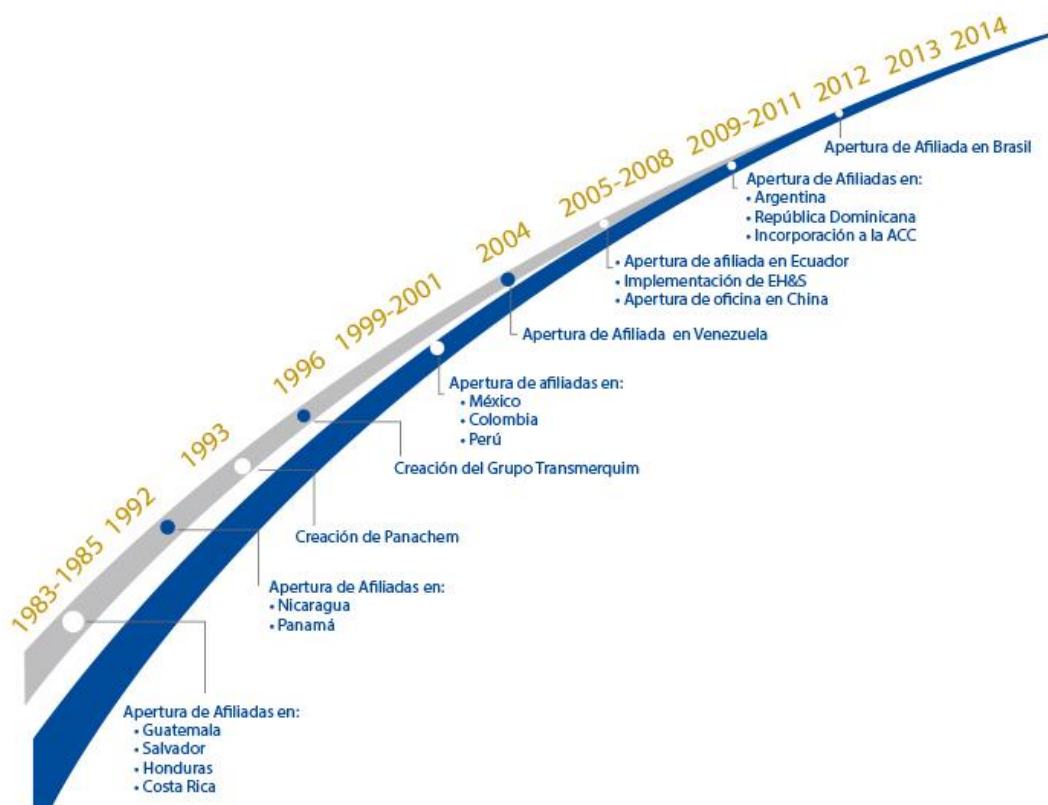 1983-1985
1992
1993
1996
1999-2001
2004
2005-2008
2009-2011
2012
2013
2014
Apertura de Afiliada en Brasil
Apertura de Afiliadas en:
• Argentina
• República Dominicana
• Incorporación a la ACC
• Apertura de afiliada en Ecuador
• Implementación de EH&S
• Apertura de oficina en China
Apertura de Afiliada en Venezuela
Apertura de afiliadas en:
• México
• Colombia
• Perú
Creación del Grupo Transmerquim
Creación de Panachem
Apertura de Afiliadas en:
• Nicaragua
• Panamá
Apertura de Afiliadas en:
• Guatemala
• Salvador
• Honduras
• Costa Rica